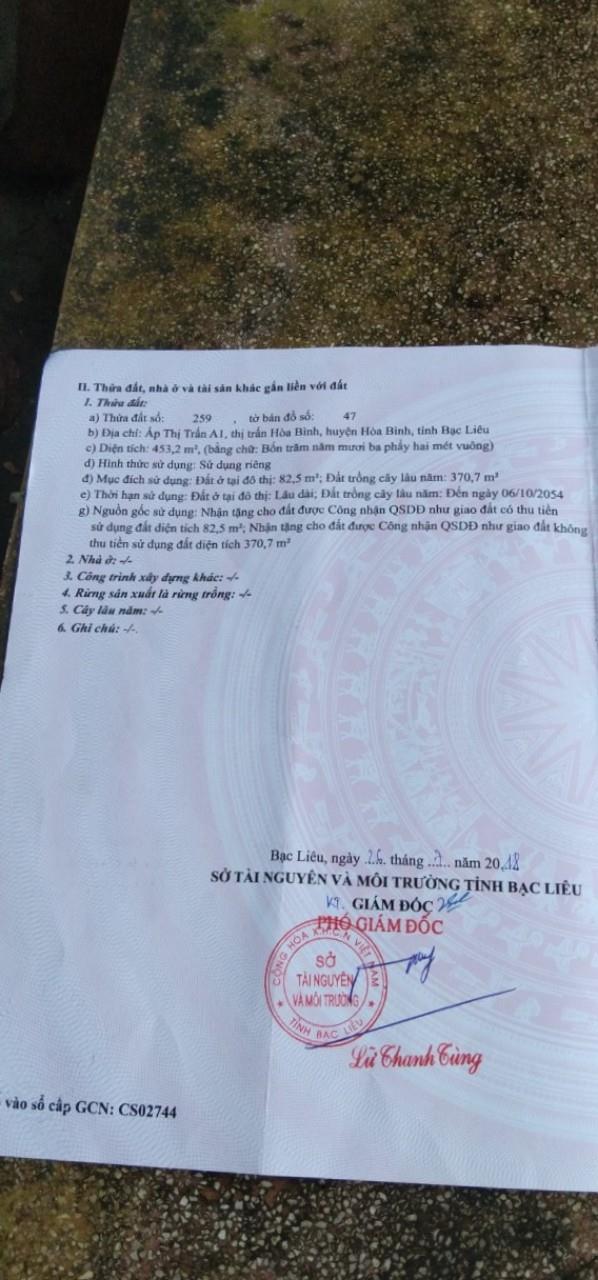 II. Thửa đất, nhà ở và tài sản khác gắn liền với đất
1. Thửa đất:
a) Thửa đất số: 259 , tờ bản đồ số: 47
b) Địa chỉ: Ấp Thị Trấn A1, thị trấn Hòa Bình, huyện Hòa Bình, tỉnh Bạc Liêu
c) Diện tích: 453,2 m², (bằng chữ: Bốn trăm năm mươi ba phẩy hai mét vuông)
d) Hình thức sử dụng: Sử dụng riêng
đ) Mục đích sử dụng: Đất ở tại đô thị: 82,5 m²; Đất trồng cây lâu năm: 370,7 m²
e) Thời hạn sử dụng: Đất ở tại đô thị: Lâu dài; Đất trồng cây lâu năm: Đến ngày 06/10/2054
g) Nguồn gốc sử dụng: Nhận tặng cho đất được Công nhận QSDĐ như giao đất có thu tiền
sử dụng đất diện tích 82,5 m²; Nhận tặng cho đất được Công nhận QSDĐ như giao đất không
thu tiền sử dụng đất diện tích 370,7 m²
2. Nhà ở: -/-
3. Công trình xây dựng khác: -/-
4. Rừng sản xuất là rừng trồng: -/-
5. Cây lâu năm: -/-
6. Ghi chú: -/-.
Bạc Liêu, ngày 26 tháng ... năm 2018
SỞ TÀI NGUYÊN VÀ MÔI TRƯỜNG TỈNH BẠC LIÊU
KT. GIÁM ĐỐC
PHÓ GIÁM ĐỐC
CỘNG HÒA X.H.C.N VIỆT NAM
SỞ
TÀI NGUYÊN
VÀ MÔI TRƯỜNG
TỈNH BẠC LIÊU
Lữ Thanh Tùng
vào sổ cấp GCN: CS02744